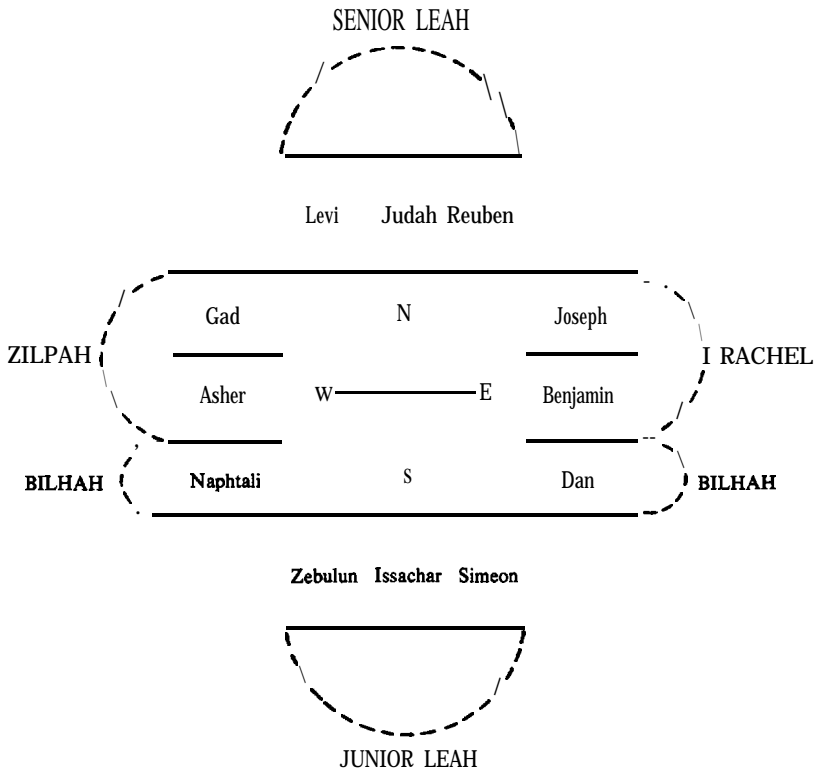 SENIOR LEAH
Levi Judah Reuben
Gad N Joseph
ZILPAH I RACHEL
Asher W E Benjamin
BILHAH Naphtali S Dan BILHAH
Zebulun Issachar Simeon
JUNIOR LEAH